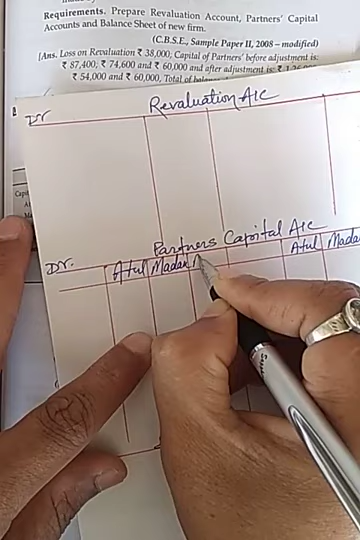 Requirements. Prepare Revaluation Account, Partners' Capital
Accounts and Balance Sheet of new firm.
(C.B.S.E., Sample Paper II, 2008 – modified)
[Ans. Loss on Revaluation ₹ 38,000, Capital of Partners' before adjustment is:
₹ 87,400, ₹ 74,600 and ₹ 60,000 and after adjustment is: ₹
₹ 54,000 and ₹ 60,000, Total of
Dr Revaluation A/c
Capi
Partners Capital A/c
Dr. Atul Madan Atul Mada